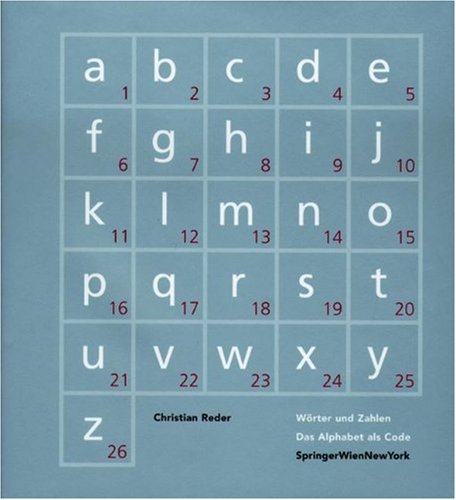 a b c d e
1 2 3 4 5
f g h i j
6 7 8 9 10
k l m n o
11 12 13 14 15
p q r s t
16 17 18 19 20
u v w x y
21 22 23 24 25
z
26
Christian Reder
Wörter und Zahlen
Das Alphabet als Code
SpringerWienNewYork